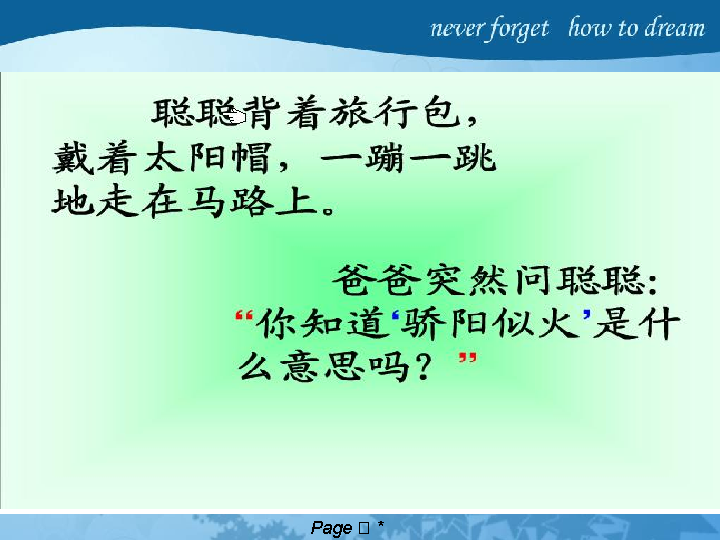 never forget how to dream
聪聪背着旅行包，
戴着太阳帽，一蹦一跳
地走在马路上。
爸爸突然问聪聪：
“你知道‘骄阳似火’是什
么意思吗？”
Page *